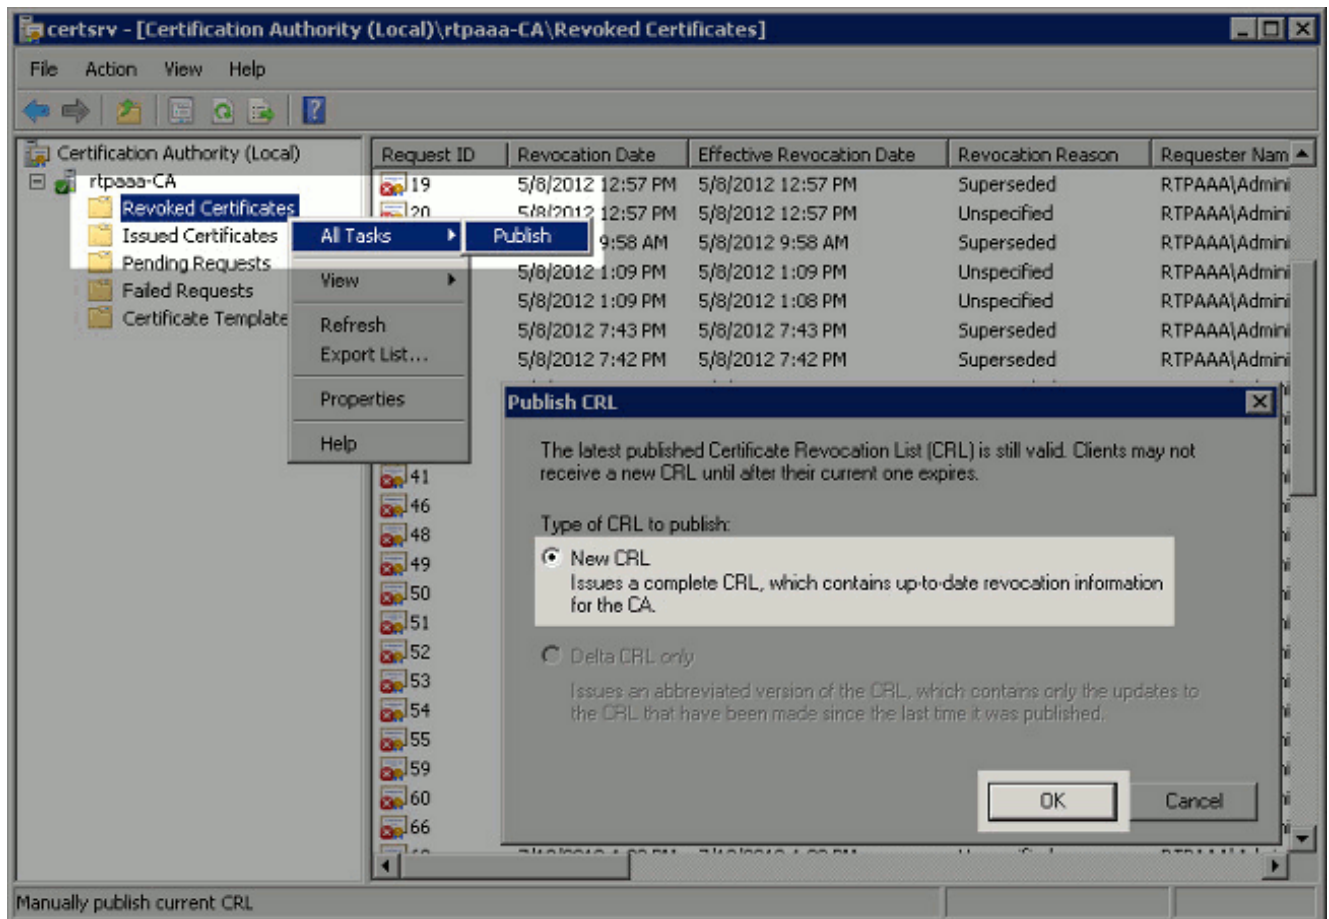 certsrv - [Certification Authority (Local)\rtpaaa-CA\Revoked Certificates]
File Action View Help
Certification Authority (Local)
rtpaaa-CA
Revoked Certificates
Issued Certificates
Pending Requests
Failed Requests
Certificate Template
All Tasks
Publish
View
Refresh
Export List...
Properties
Help
Request ID Revocation Date Effective Revocation Date Revocation Reason Requester Nam
19 5/8/2012 12:57 PM 5/8/2012 12:57 PM Superseded RTPAAA\Admini
20 5/8/2012 12:57 PM 5/8/2012 12:57 PM Unspecified RTPAAA\Admini
9:58 AM 5/8/2012 9:58 AM Superseded RTPAAA\Admini
5/8/2012 1:09 PM 5/8/2012 1:09 PM Unspecified RTPAAA\Admini
5/8/2012 1:09 PM 5/8/2012 1:08 PM Unspecified RTPAAA\Admini
5/8/2012 7:43 PM 5/8/2012 7:43 PM Superseded RTPAAA\Admini
5/8/2012 7:42 PM 5/8/2012 7:42 PM Superseded RTPAAA\Admini
41
46
48
49
50
51
52
53
54
55
59
60
66
Publish CRL
The latest published Certificate Revocation List (CRL) is still valid. Clients may not
receive a new CRL until after their current one expires.
Type of CRL to publish:
New CRL
Issues a complete CRL, which contains up-to-date revocation information
for the CA.
Delta CRL only
Issues an abbreviated version of the CRL, which contains only the updates to
the CRL that have been made since the last time it was published.
OK Cancel
Manually publish current CRL